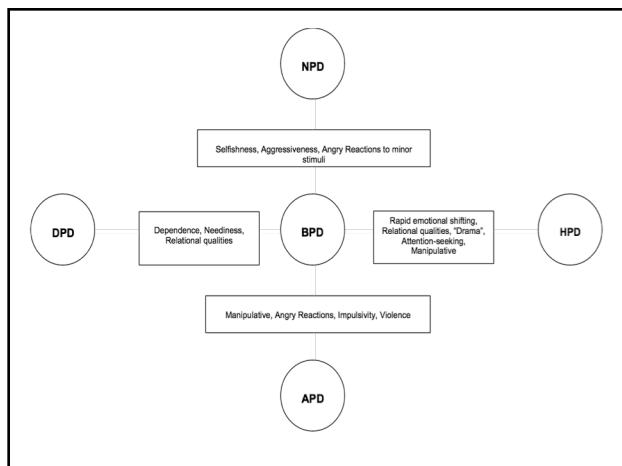 NPD
Selfishness, Aggressiveness, Angry Reactions to minor
stimuli
DPD
Dependence, Neediness,
Relational qualities
BPD
Rapid emotional shifting,
Relational qualities, "Drama",
Attention-seeking,
Manipulative
HPD
Manipulative, Angry Reactions, Impulsivity, Violence
APD